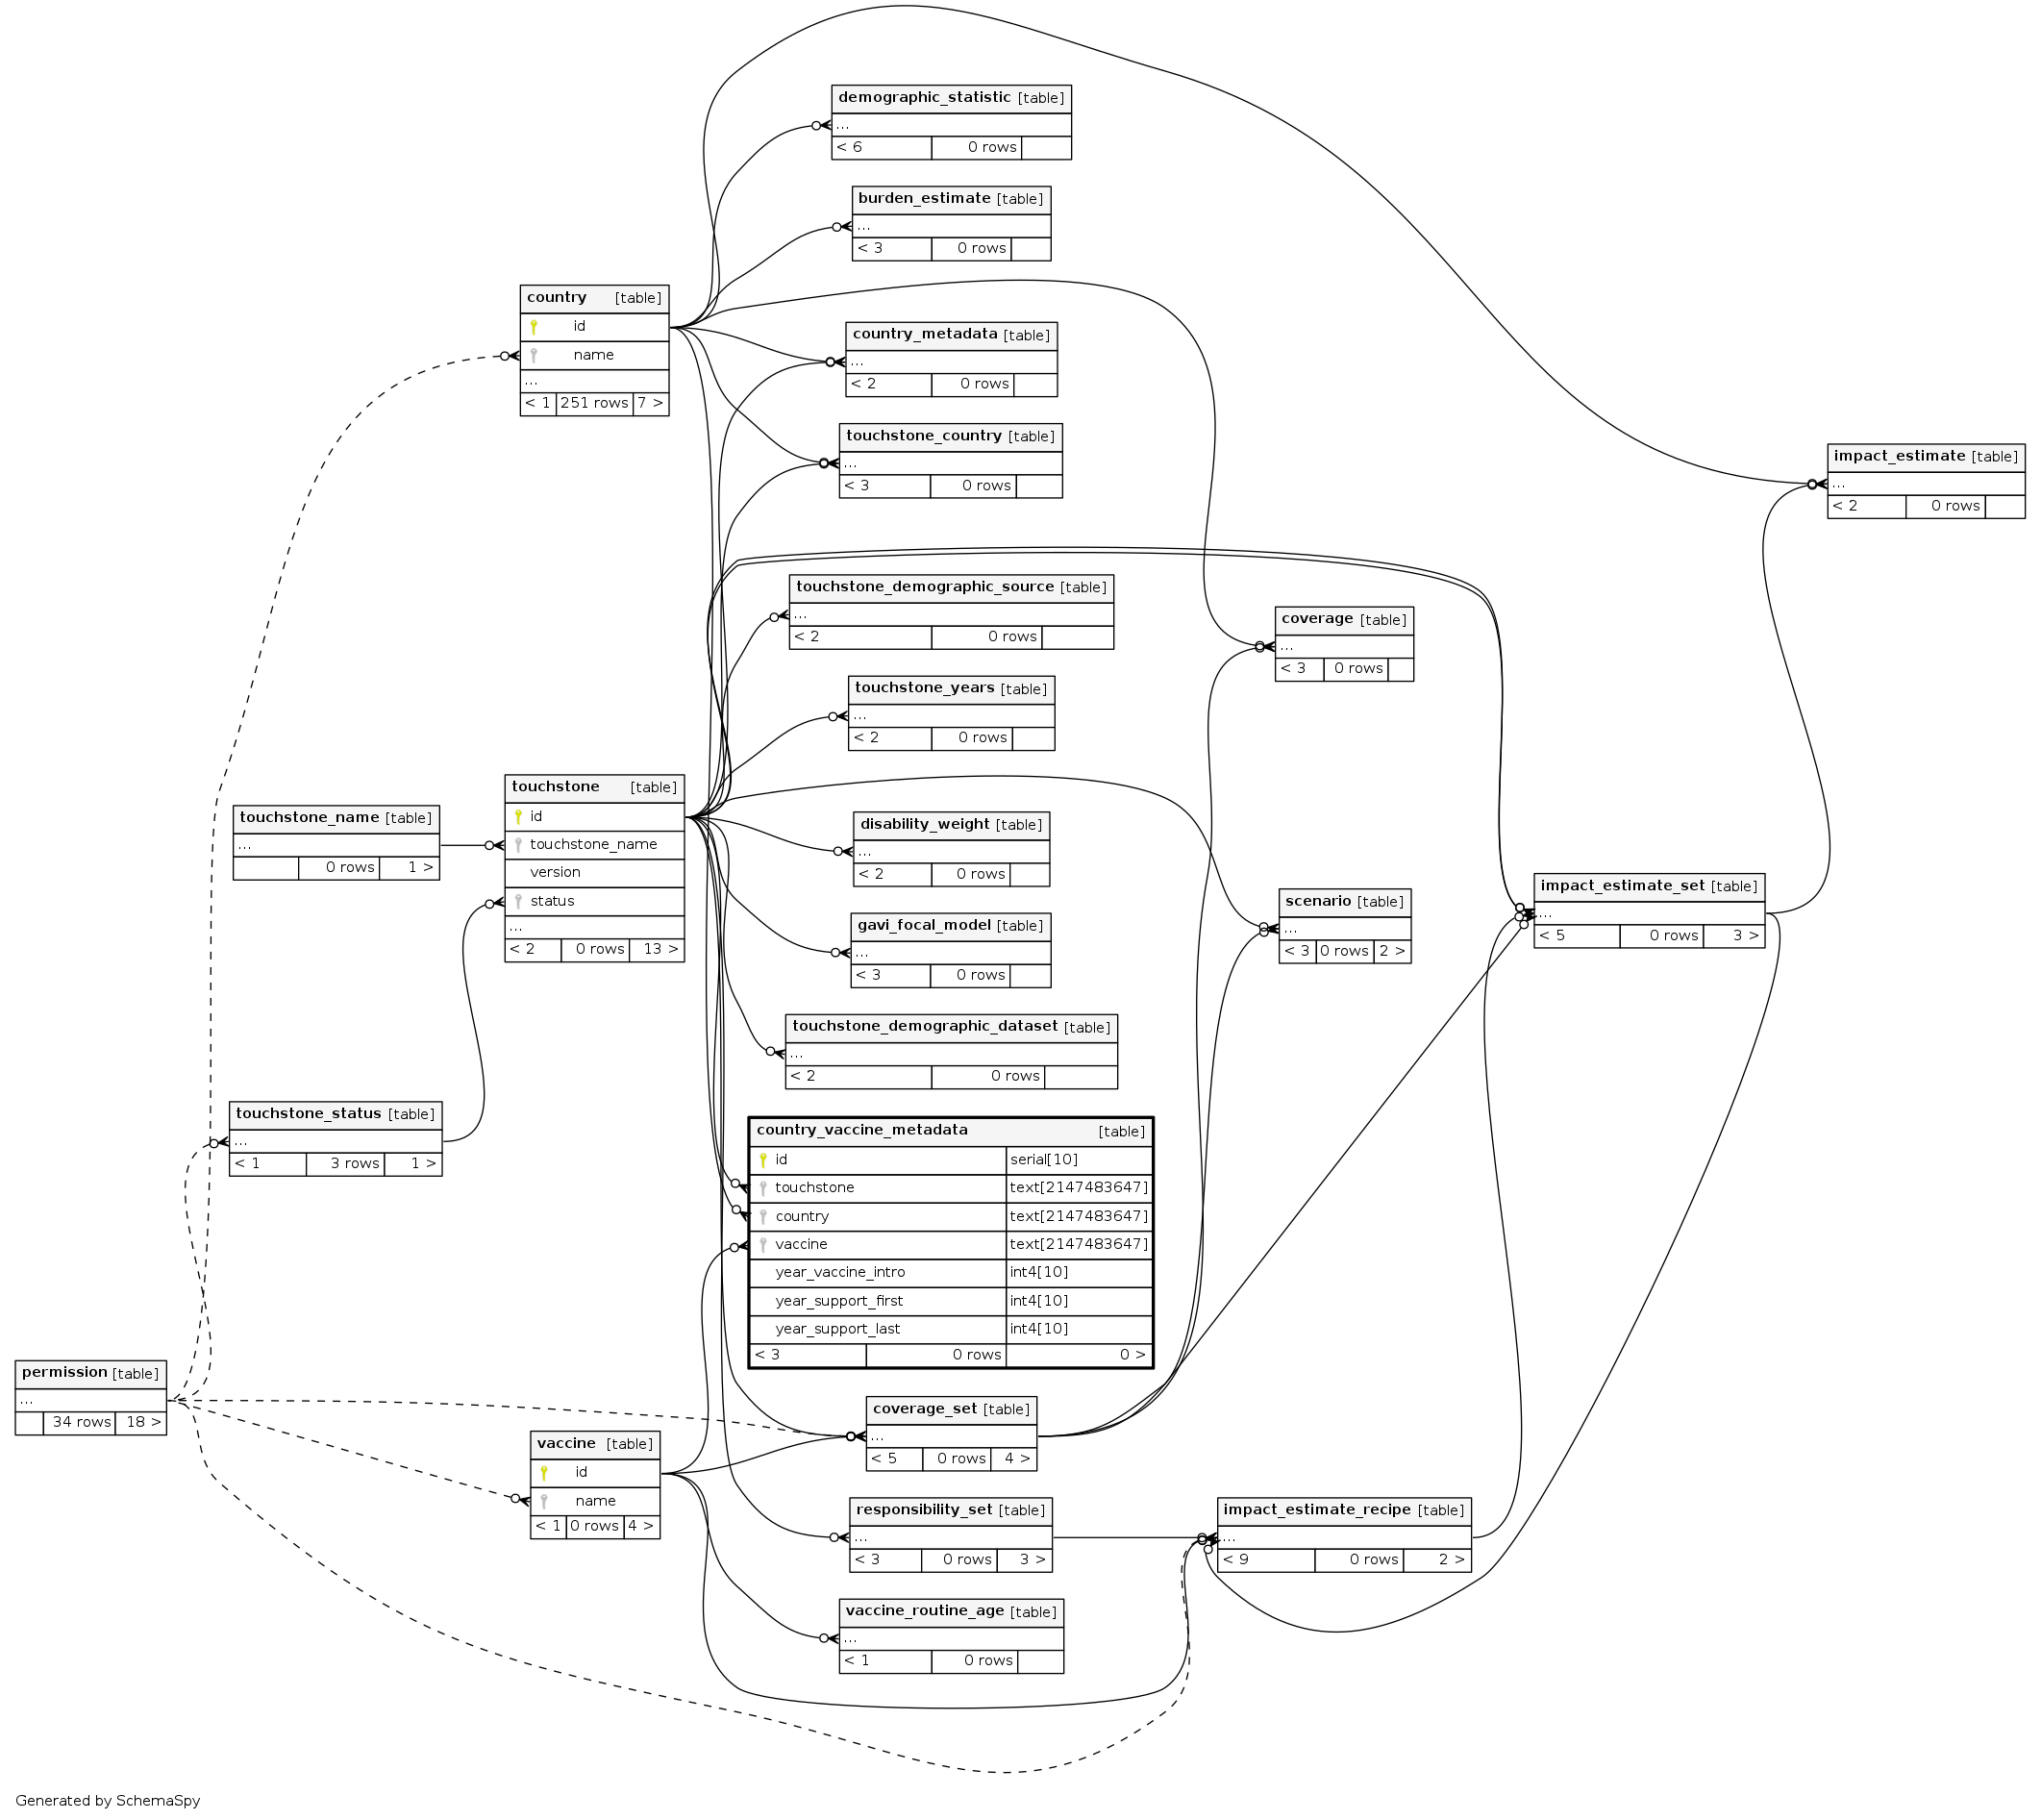 demographic_statistic [table]
...
< 6 0 rows
burden_estimate [table]
...
< 3 0 rows
country [table]
id
name
...
< 1 251 rows 7 >
country_metadata [table]
...
< 2 0 rows
touchstone_country [table]
...
< 3 0 rows
impact_estimate [table]
...
< 2 0 rows
touchstone_demographic_source [table]
...
< 2 0 rows
coverage [table]
...
< 3 0 rows
touchstone_years [table]
...
< 2 0 rows
touchstone [table]
id
touchstone_name
version
status
...
< 2 0 rows 13 >
touchstone_name [table]
...
0 rows 1 >
disability_weight [table]
...
< 2 0 rows
impact_estimate_set [table]
...
< 5 0 rows 3 >
scenario [table]
...
< 3 0 rows 2 >
gavi_focal_model [table]
...
< 3 0 rows
touchstone_demographic_dataset [table]
...
< 2 0 rows
touchstone_status [table]
...
< 1 3 rows 1 >
country_vaccine_metadata [table]
id serial[10]
touchstone text[2147483647]
country text[2147483647]
vaccine text[2147483647]
year_vaccine_intro int4[10]
year_support_first int4[10]
year_support_last int4[10]
< 3 0 rows 0 >
permission [table]
...
34 rows 18 >
coverage_set [table]
...
< 5 0 rows 4 >
vaccine [table]
id
name
< 1 0 rows 4 >
responsibility_set [table]
...
< 3 0 rows 3 >
impact_estimate_recipe [table]
...
< 9 0 rows 2 >
vaccine_routine_age [table]
...
< 1 0 rows
Generated by SchemaSpy